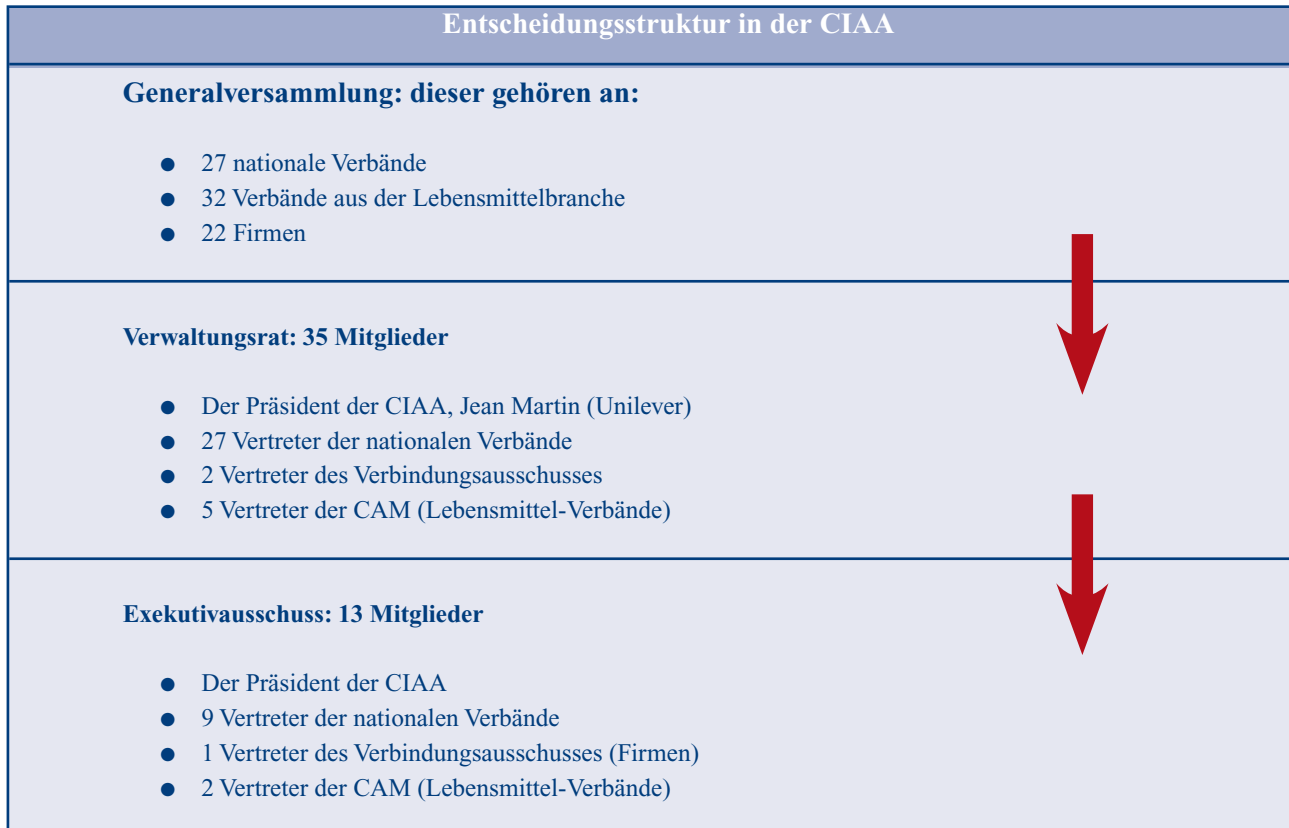 Entscheidungsstruktur in der CIAA
Generalversammlung: dieser gehören an:
● 27 nationale Verbände
● 32 Verbände aus der Lebensmittelbranche
● 22 Firmen
Verwaltungsrat: 35 Mitglieder
● Der Präsident der CIAA, Jean Martin (Unilever)
● 27 Vertreter der nationalen Verbände
● 2 Vertreter des Verbindungsausschusses
● 5 Vertreter der CAM (Lebensmittel-Verbände)
Exekutivausschuss: 13 Mitglieder
● Der Präsident der CIAA
● 9 Vertreter der nationalen Verbände
● 1 Vertreter des Verbindungsausschusses (Firmen)
● 2 Vertreter der CAM (Lebensmittel-Verbände)